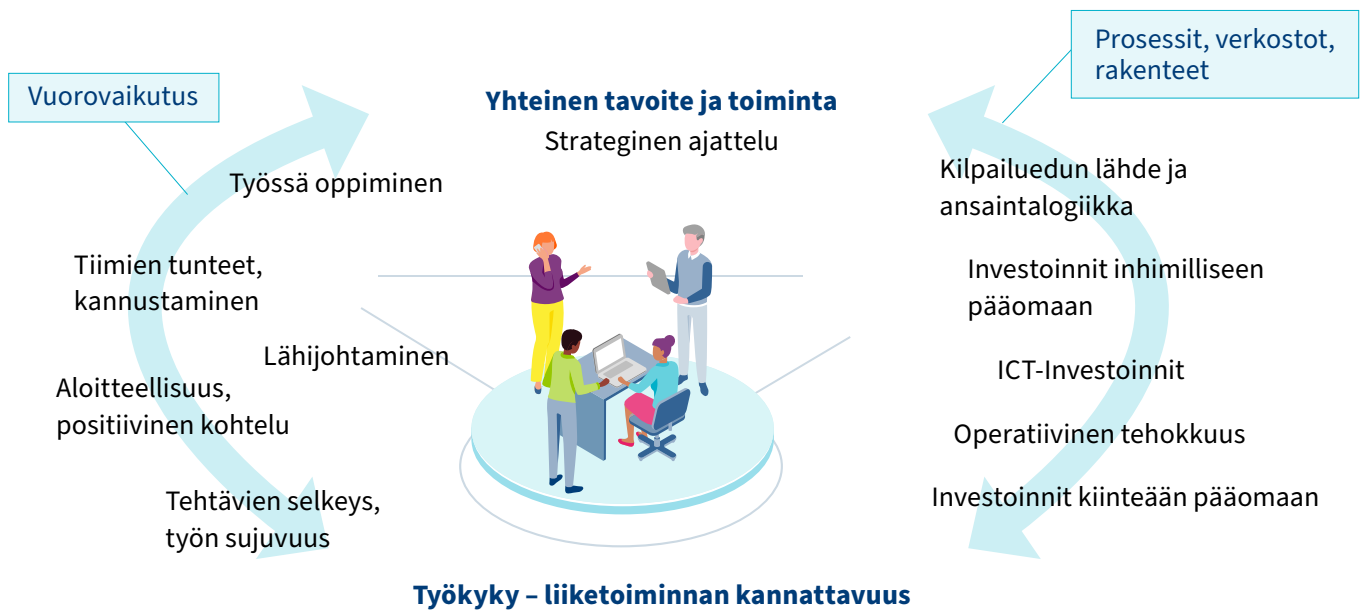 Vuorovaikutus
Prosessit, verkostot,
rakenteet
Yhteinen tavoite ja toiminta
Strateginen ajattelu
Työssä oppiminen
Tiimien tunteet,
kannustaminen
Lähijohtaminen
Aloitteellisuus,
positiivinen kohtelu
Tehtävien selkeys,
työn sujuvuus
Kilpailuedun lähde ja
ansaintalogiikka
Investoinnit inhimilliseen
pääomaan
ICT-Investoinnit
Operatiivinen tehokkuus
Investoinnit kiinteään pääomaan
Työkyky – liiketoiminnan kannattavuus